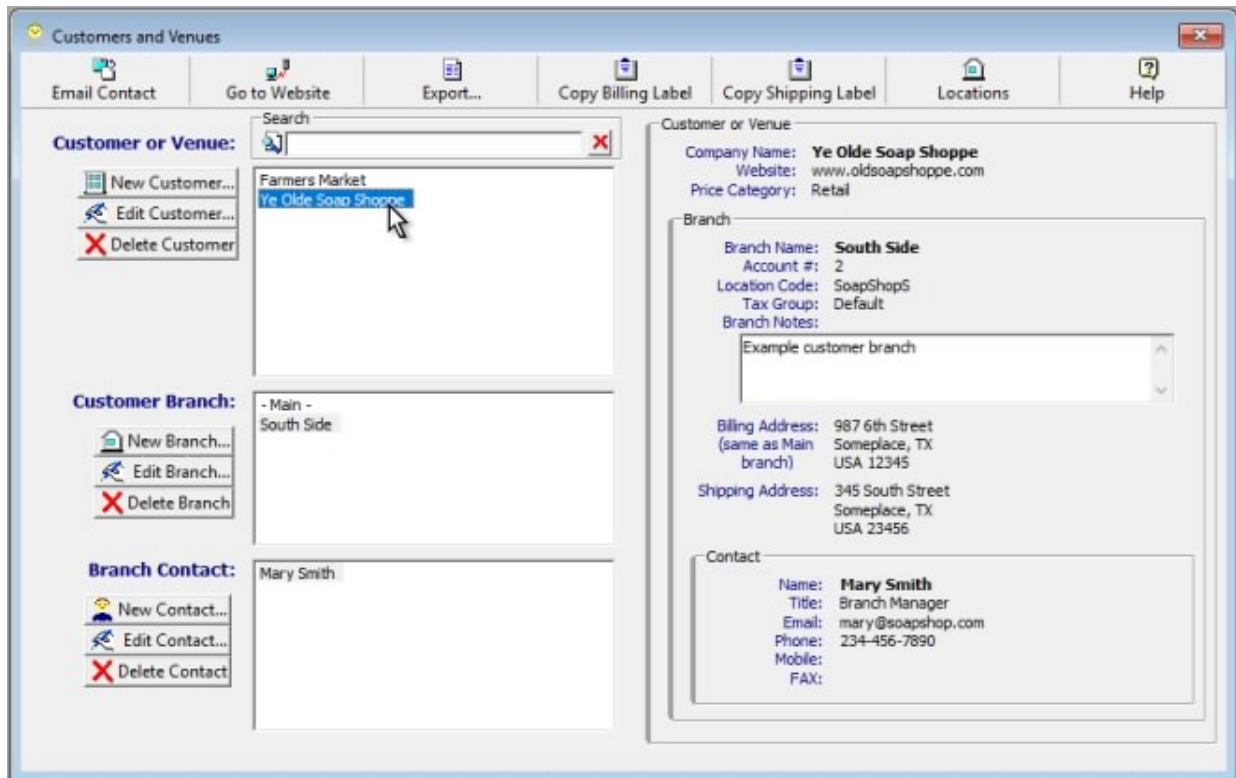 Customers and Venues
Email Contact
Go to Website
Export...
Copy Billing Label
Copy Shipping Label
Locations
Help
Customer or Venue:
Search
New Customer...
Edit Customer...
Delete Customer
Farmers Market
Ye Olde Soap Shoppe
Customer Branch:
New Branch...
Edit Branch...
Delete Branch
- Main -
South Side
Branch Contact:
New Contact...
Edit Contact...
Delete Contact
Mary Smith
Customer or Venue
Company Name: Ye Olde Soap Shoppe
Website: www.oldsoapshoppe.com
Price Category: Retail
Branch
Branch Name: South Side
Account #: 2
Location Code: SoapShopS
Tax Group: Default
Branch Notes:
Example customer branch
Billing Address: 987 6th Street
(same as Main Someplace, TX
branch) USA 12345
Shipping Address: 345 South Street
Someplace, TX
USA 23456
Contact
Name: Mary Smith
Title: Branch Manager
Email: mary@soapshop.com
Phone: 234-456-7890
Mobile:
FAX: